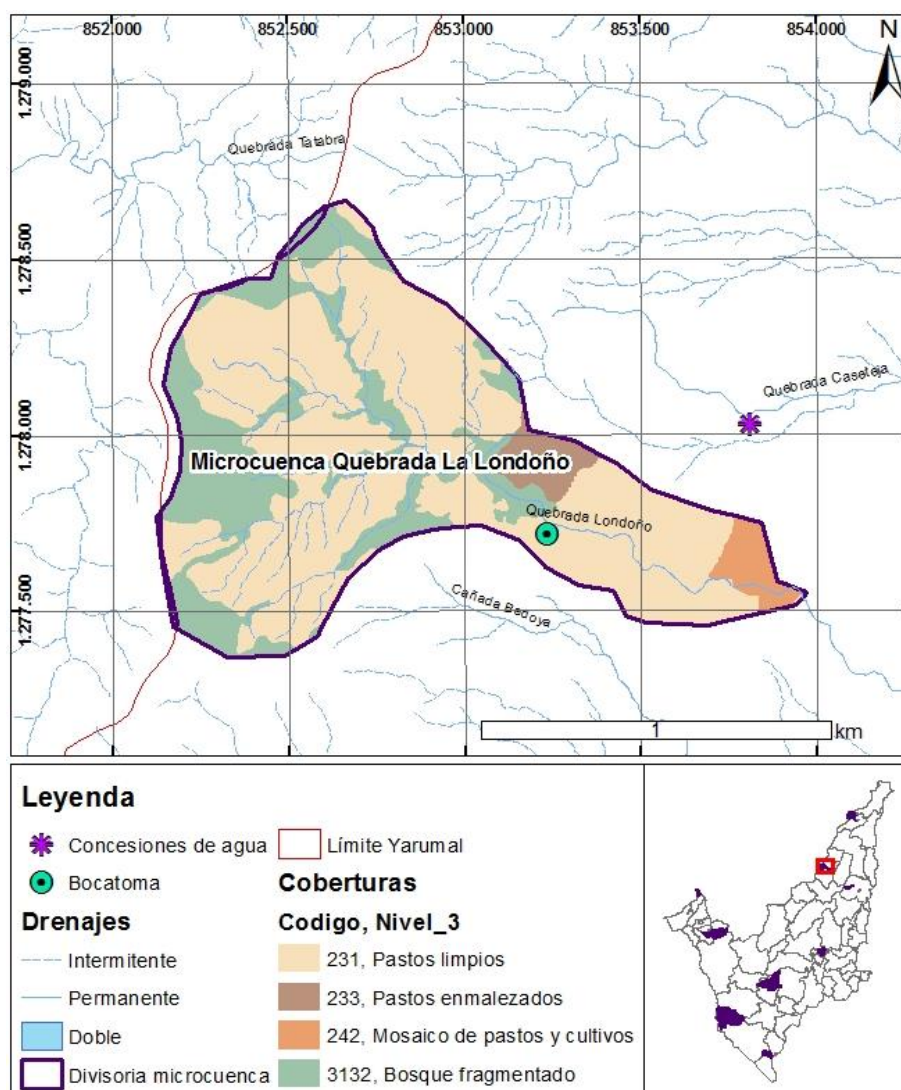 852.000 852.500 853.000 853.500 854.000
N
1.279.000
Quebrada Tatabra
1.278.500
Quebrada Caseteja
1.278.000
Microcuenca Quebrada La Londoño
Quebrada Londoño
1.277.500
Cañada Bedoya
1
km
Leyenda
Concesiones de agua
Bocatoma
Drenajes
Intermitente
Permanente
Doble
Divisoria microcuenca
Límite Yarumal
Coberturas
Codigo, Nivel_3
231, Pastos limpios
233, Pastos enmalezados
242, Mosaico de pastos y cultivos
3132, Bosque fragmentado